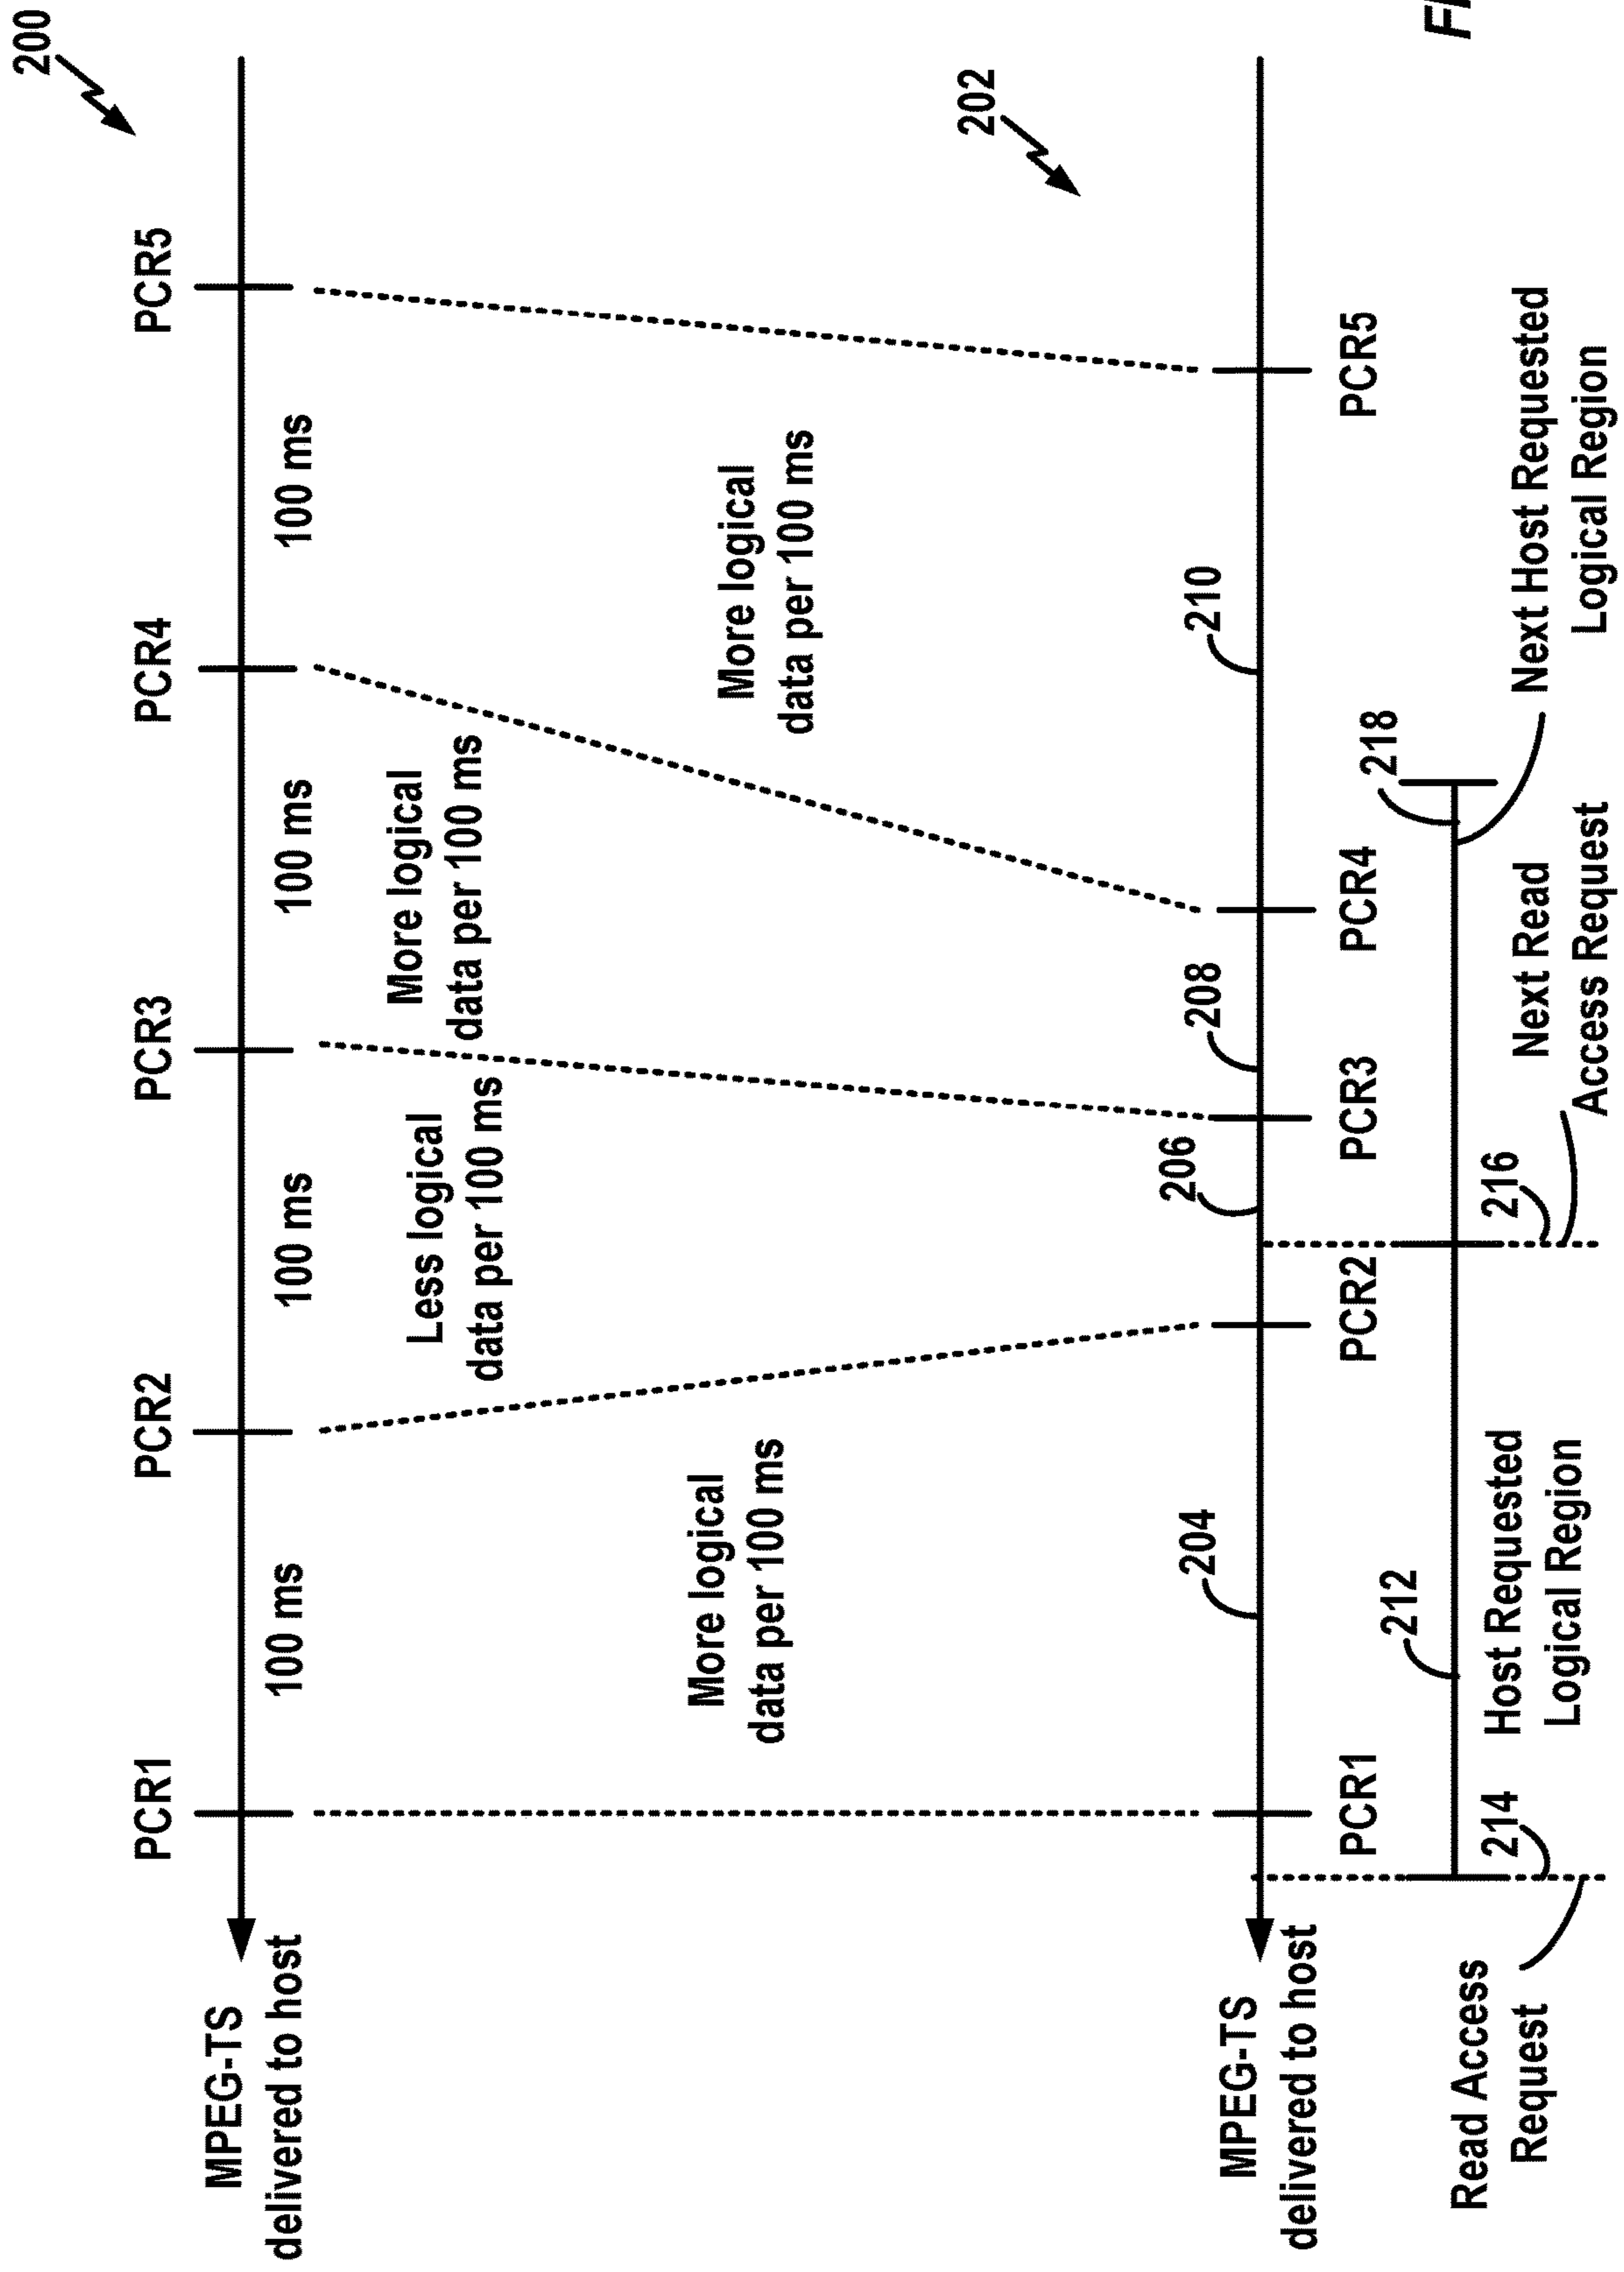 200
PCR1
PCR2
PCR3
PCR4
PCR5
MPEG-TS
delivered to host
100 ms
100 ms
100 ms
100 ms
Less logical
data per 100 ms
More logical
data per 100 ms
More logical
data per 100 ms
More logical
data per 100 ms
202
204
206
208
210
MPEG-TS
delivered to host
PCR1
PCR2
PCR3
PCR4
PCR5
212
218
Read Access
Request
214
Host Requested
Logical Region
216
Next Read
Access Request
Next Host Requested
Logical Region